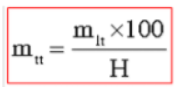 m_tt = (m_lt × 100) / H